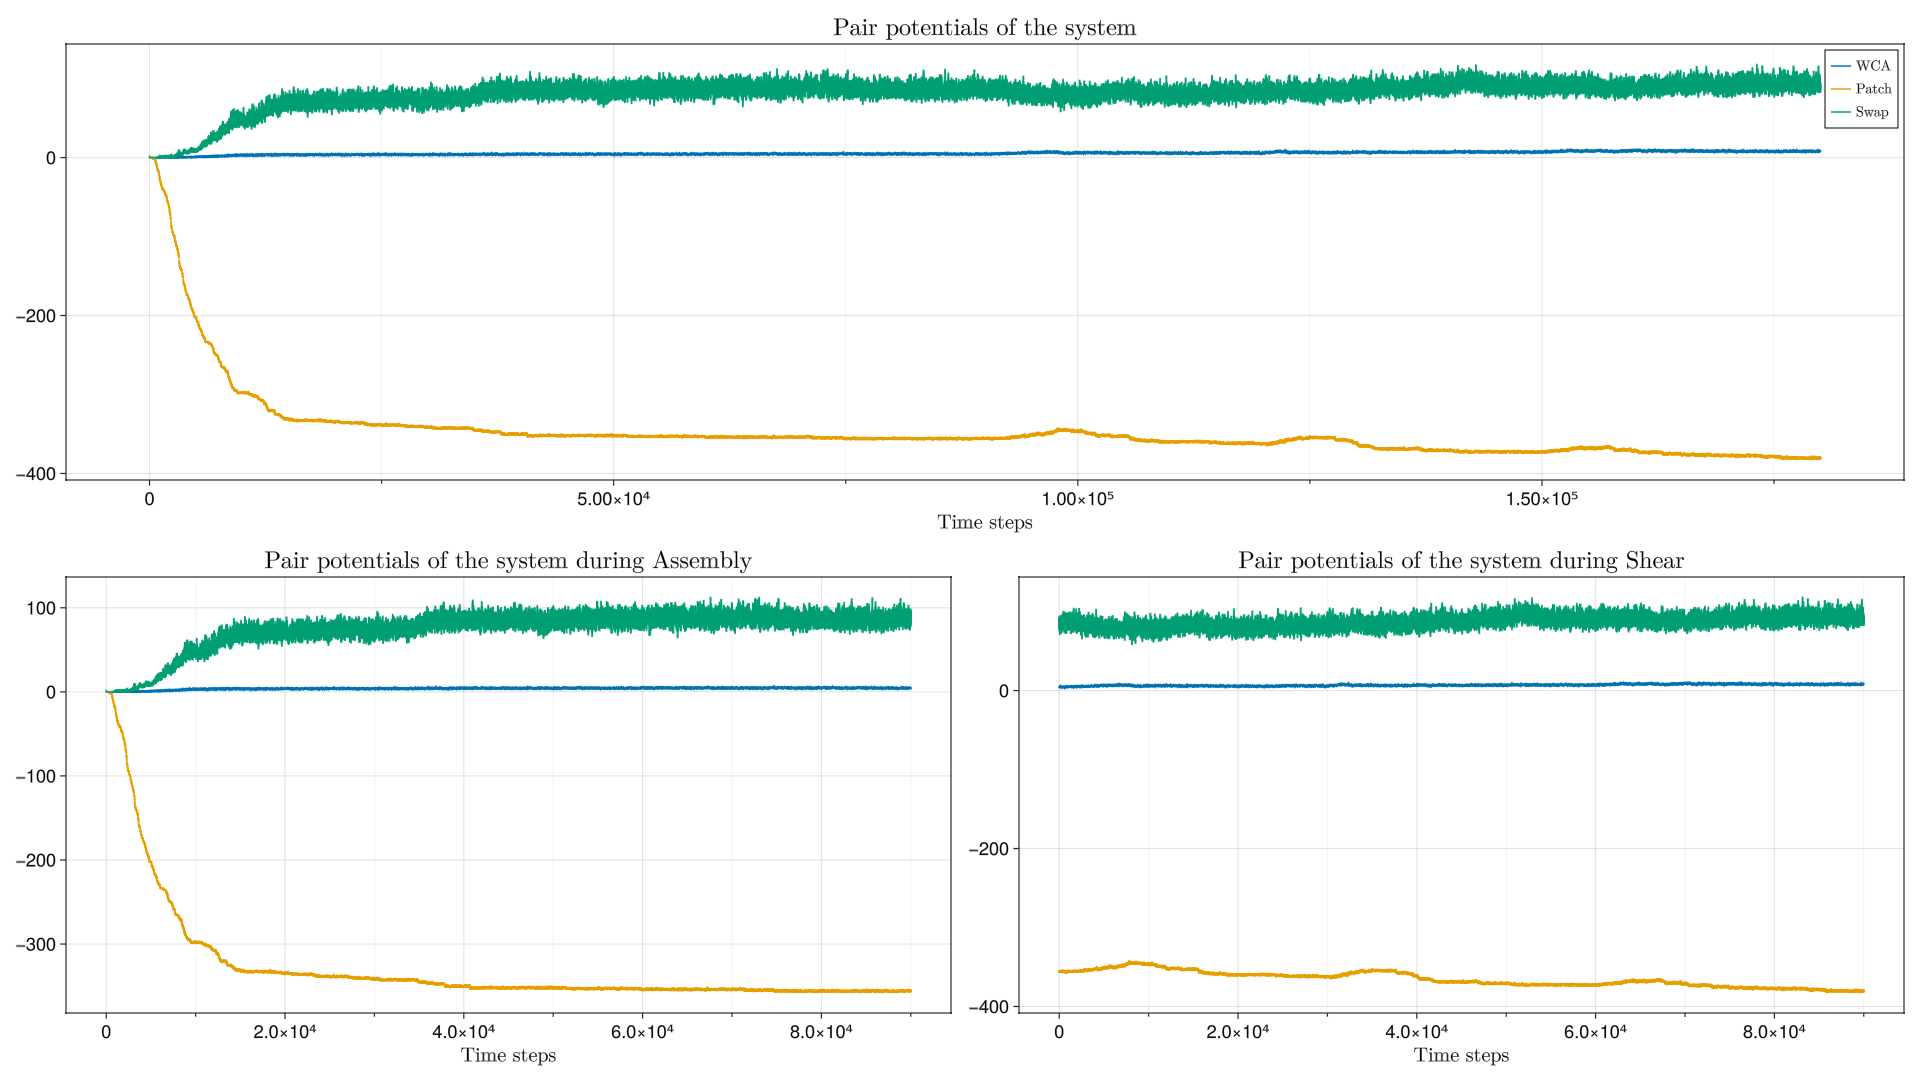 Pair potentials of the system
WCA
Patch
Swap
0
−200
−400
0
5.00×10⁴
1.00×10⁵
1.50×10⁵
Time steps
Pair potentials of the system during Assembly
100
0
−100
−200
−300
0
2.0×10⁴
4.0×10⁴
6.0×10⁴
8.0×10⁴
Time steps
Pair potentials of the system during Shear
0
−200
−400
0
2.0×10⁴
4.0×10⁴
6.0×10⁴
8.0×10⁴
Time steps